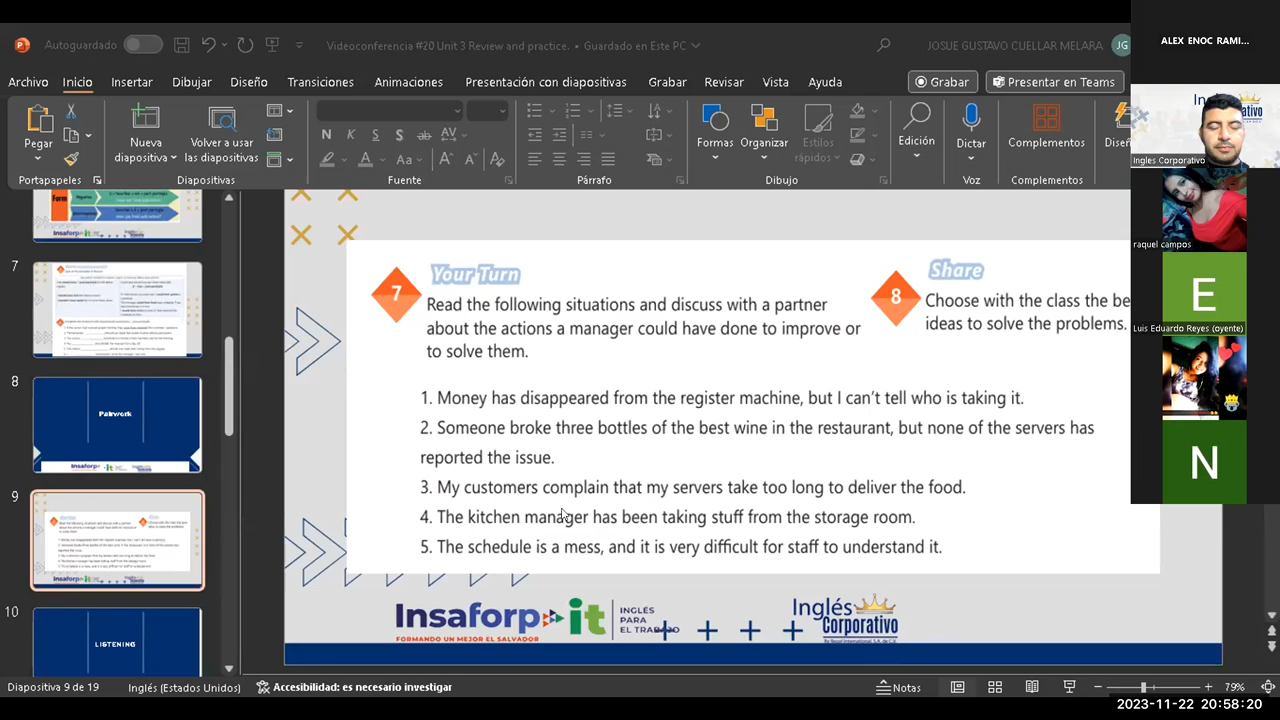 Autoguardado
Videoconferencia #20 Unit 3 Review and practice. • Guardado en Este PC
JOSUE GUSTAVO CUELLAR MELARA
JG
ALEX ENOC RAMI...
Archivo
Inicio
Insertar
Dibujar
Diseño
Transiciones
Animaciones
Presentación con diapositivas
Grabar
Revisar
Vista
Ayuda
Grabar
Presentar en Teams
Pegar
Nueva
diapositiva
Volver a usar
las diapositivas
Formas
Organizar
Estilos
rápidos
Edición
Dictar
Complementos
Portapapeles
Diapositivas
Fuente
Párrafo
Dibujo
Voz
Complementos
Ingles Corporativo
raquel campos
E
Luis Eduardo Reyes (oyente)
N
7
8
Pairwork
9
10
LISTENING
7
Your Turn
Read the following situations and discuss with a partner
about the actions a manager could have done to improve or
to solve them.
8
Share
Choose with the class the be
ideas to solve the problems.
1. Money has disappeared from the register machine, but I can't tell who is taking it.
2. Someone broke three bottles of the best wine in the restaurant, but none of the servers has
reported the issue.
3. My customers complain that my servers take too long to deliver the food.
4. The kitchen manager has been taking stuff from the storage room.
5. The schedule is a mess, and it is very difficult for staff to understand it.
Insaforp
FORMANDO UN MEJOR EL SALVADOR
it
INGLÉS
PARA
EL TRABAJO
Inglés
Corporativo
Diapositiva 9 de 19
Inglés (Estados Unidos)
Accesibilidad: es necesario investigar
Notas
79%
2023-11-22 20:58:20